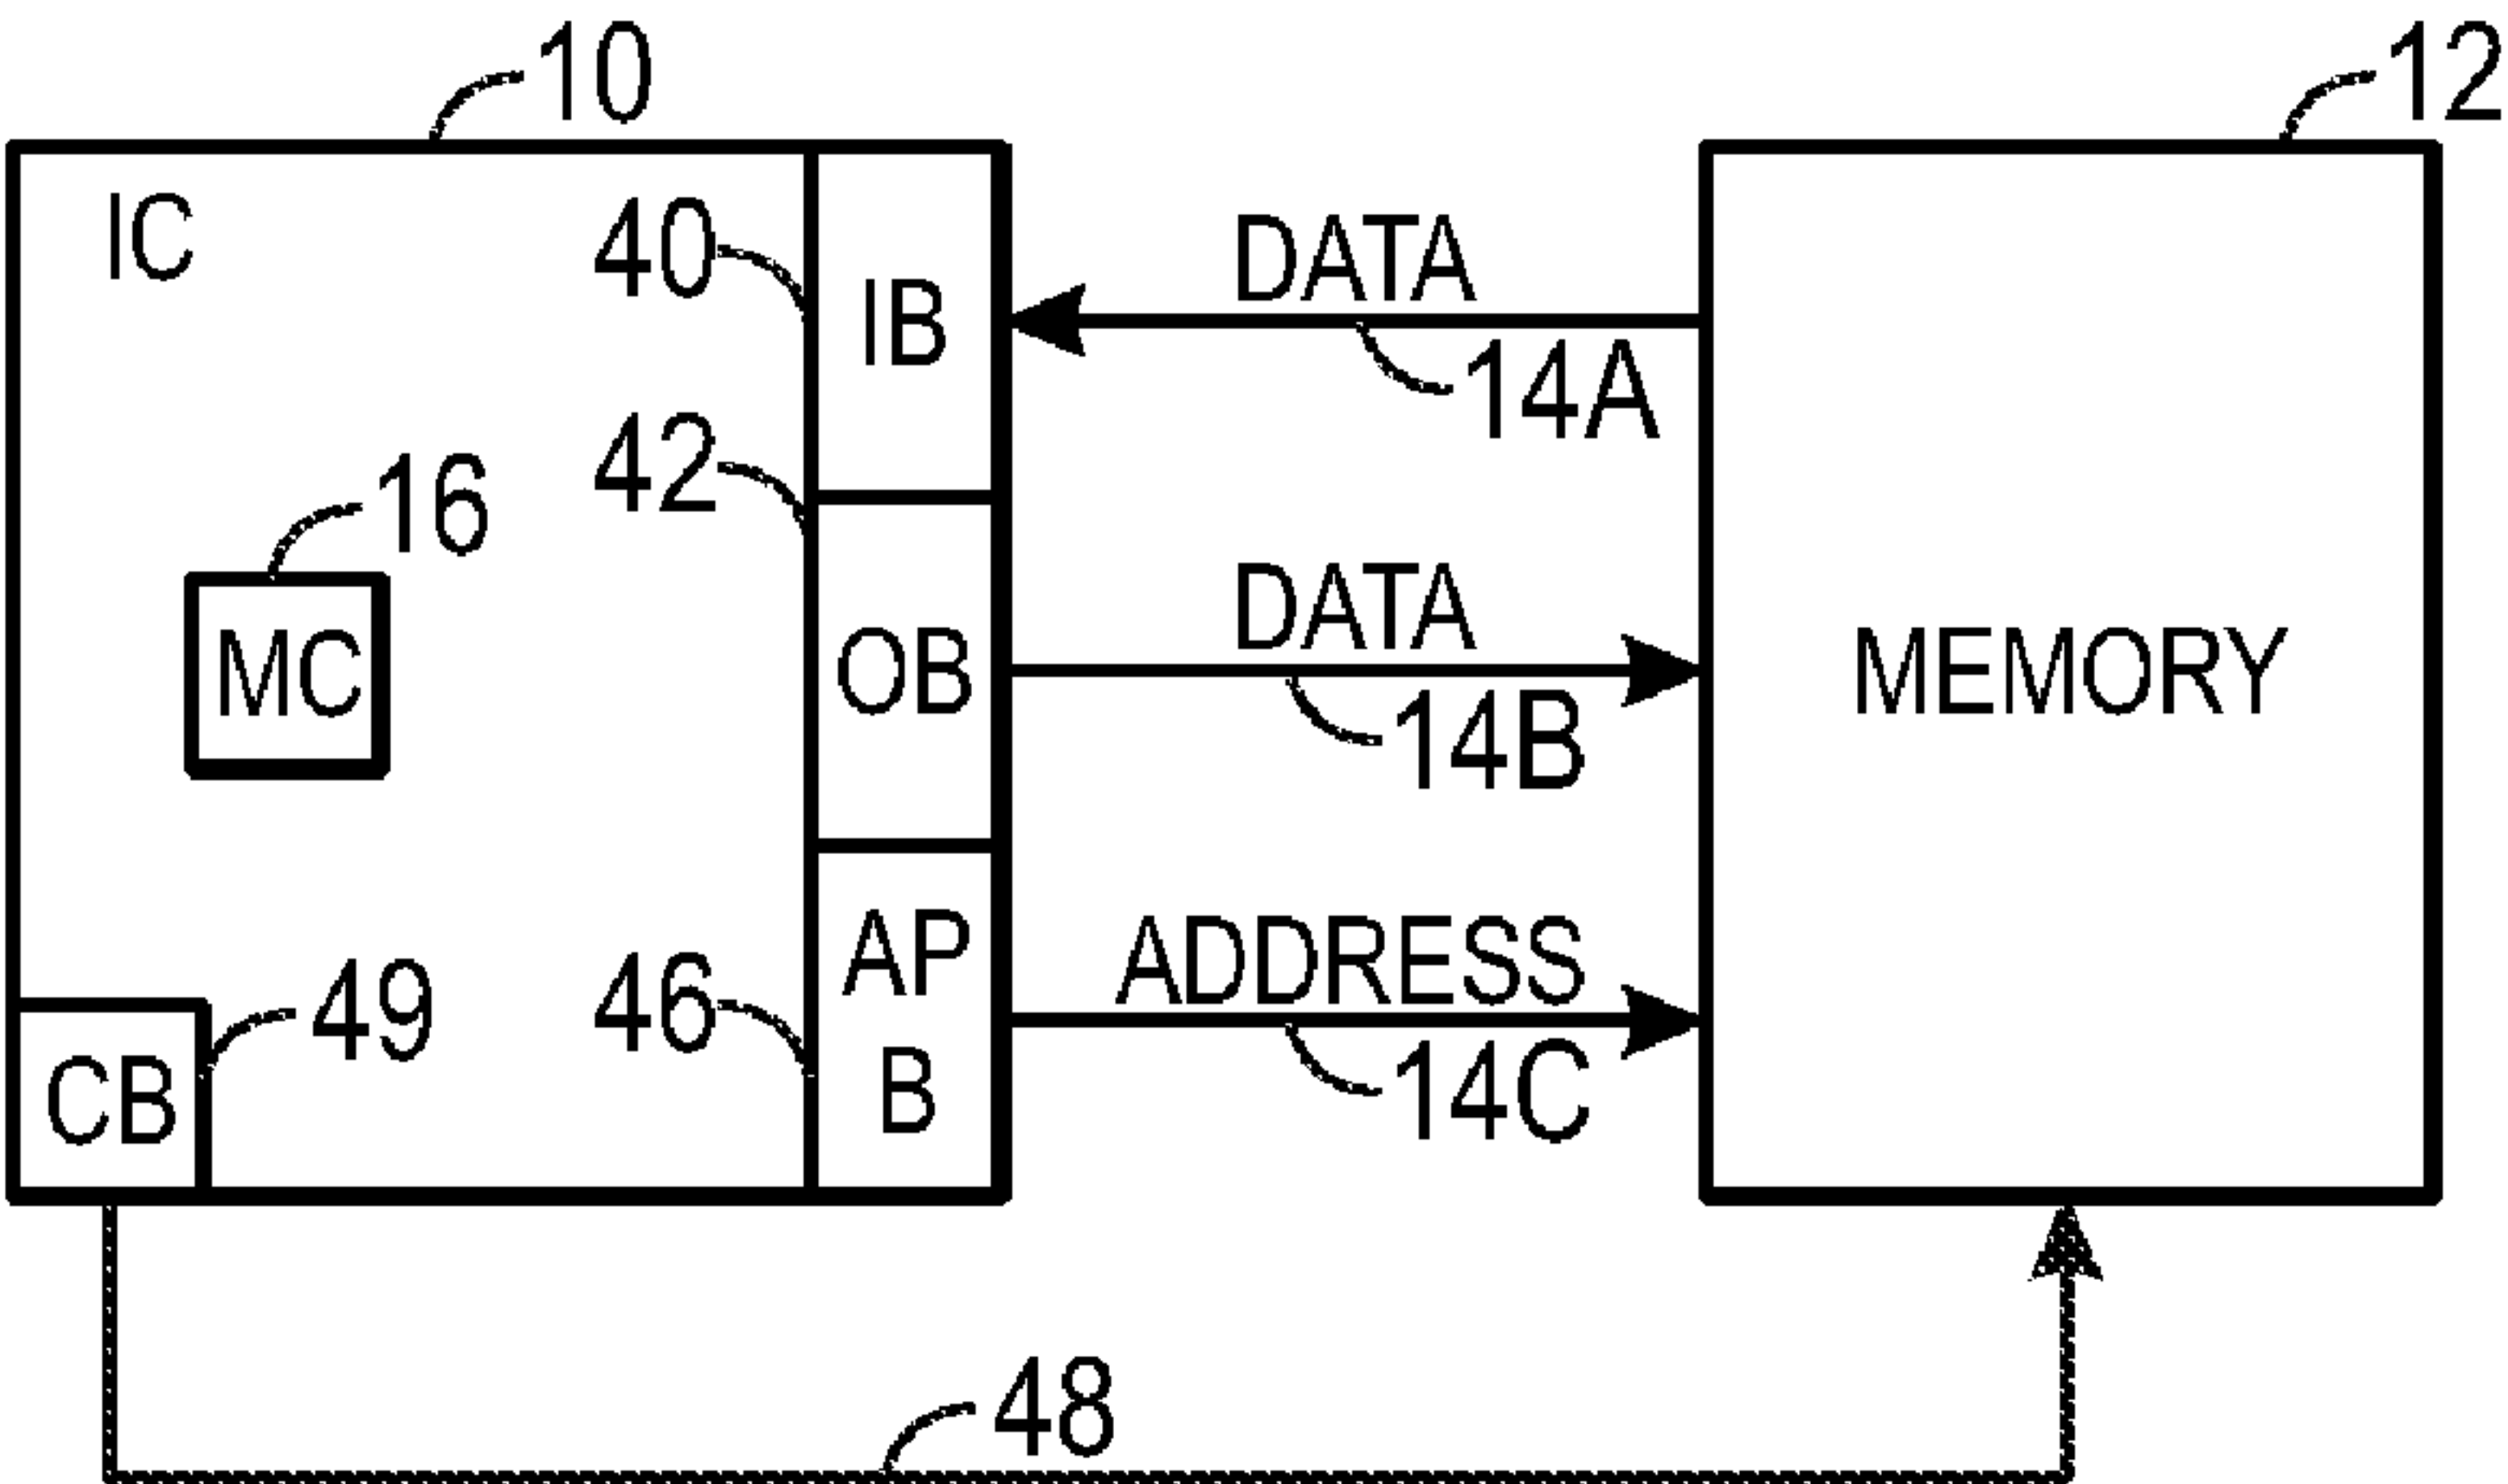 10
12
IC
40
DATA
IB
14A
42
16
DATA
MC
OB
MEMORY
14B
AP
B
ADDRESS
46
49
14C
CB
48